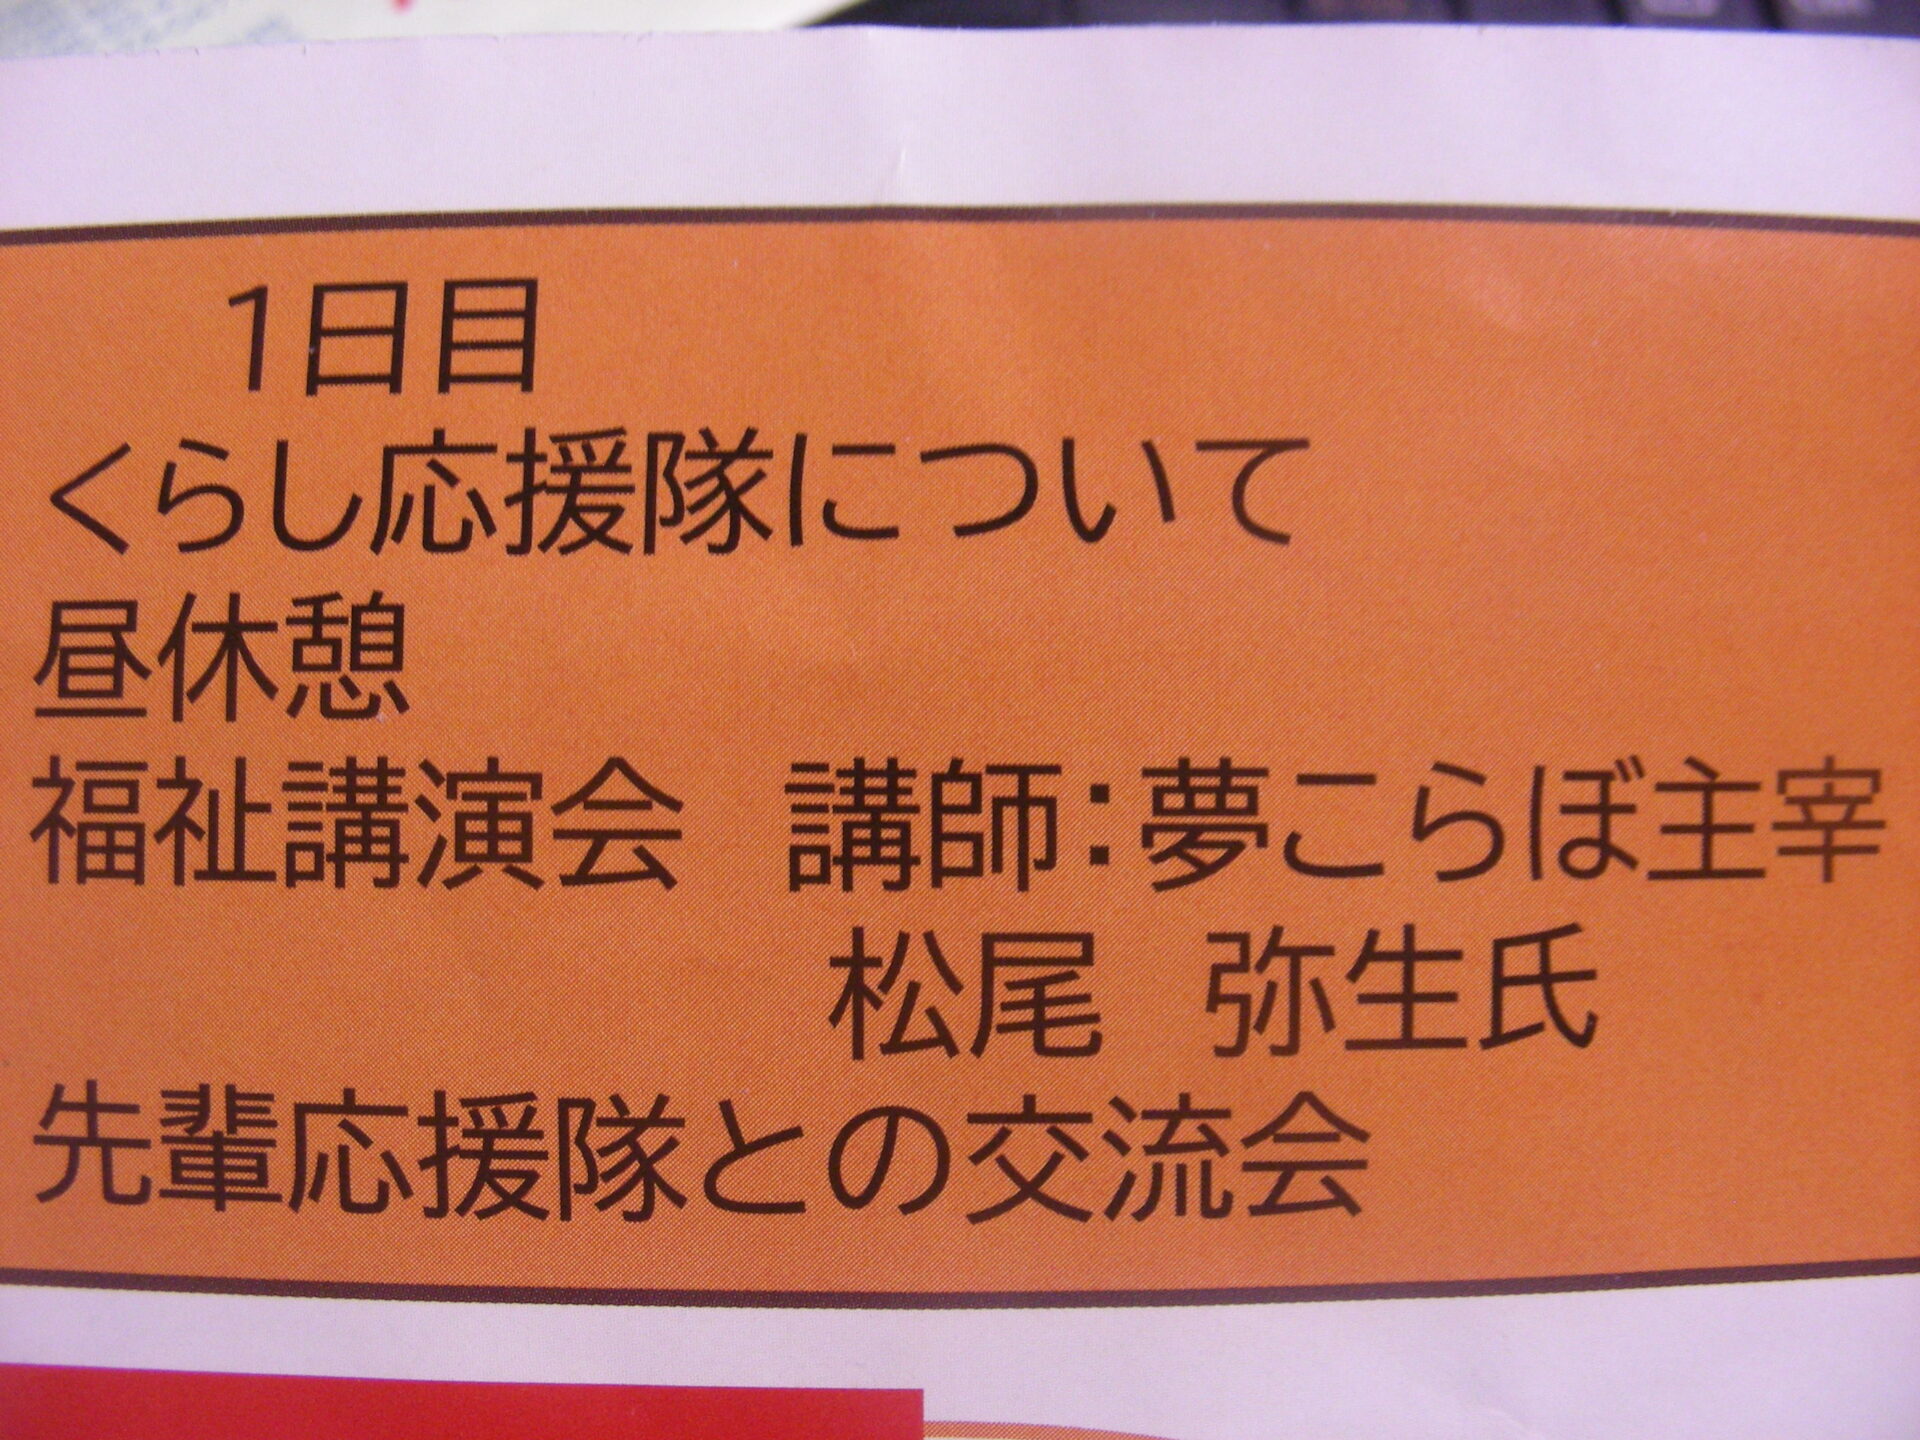 1日目
くらし応援隊について
昼休憩
福祉講演会　講師：夢こらぼ主宰
松尾　弥生氏
先輩応援隊との交流会